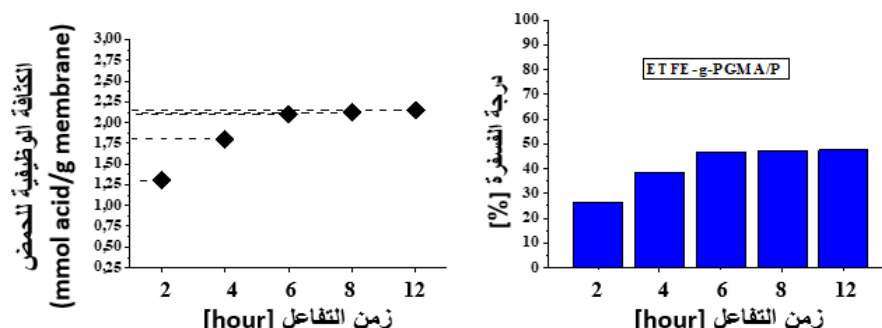 الكثافة الوظيفية للحمض
(mmol acid/g membrane)
3,00
2,75
2,50
2,25
2,00
1,75
1,50
1,25
1,00
0,75
0,50
0,25
2 4 6 8 12
زمن التفاعل [hour]
درجة الفسفرة [%]
100
90
80
70
60
50
40
30
20
10
0
ETFE-g-PGMA/P
2 4 6 8 12
زمن التفاعل [hour]